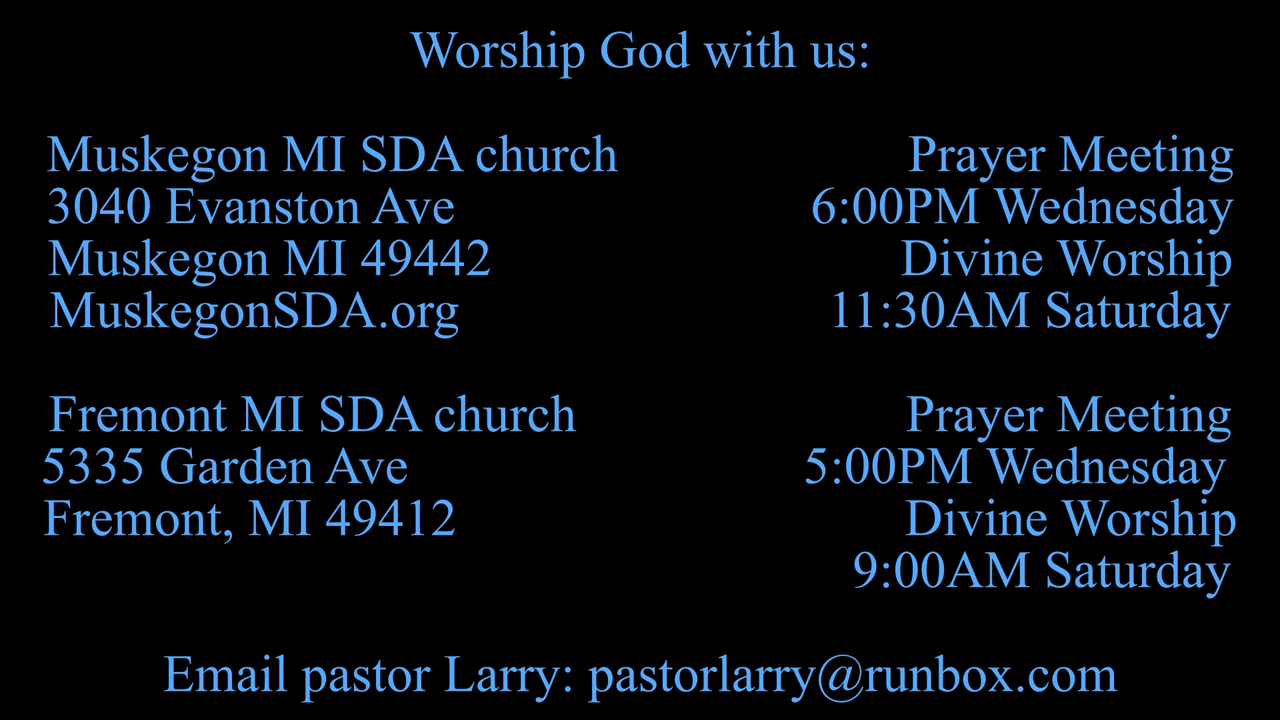 Worship God with us:
Muskegon MI SDA church
3040 Evanston Ave
Muskegon MI 49442
MuskegonSDA.org
Prayer Meeting
6:00PM Wednesday
Divine Worship
11:30AM Saturday
Fremont MI SDA church
5335 Garden Ave
Fremont, MI 49412
Prayer Meeting
5:00PM Wednesday
Divine Worship
9:00AM Saturday
Email pastor Larry: pastorlarry@runbox.com